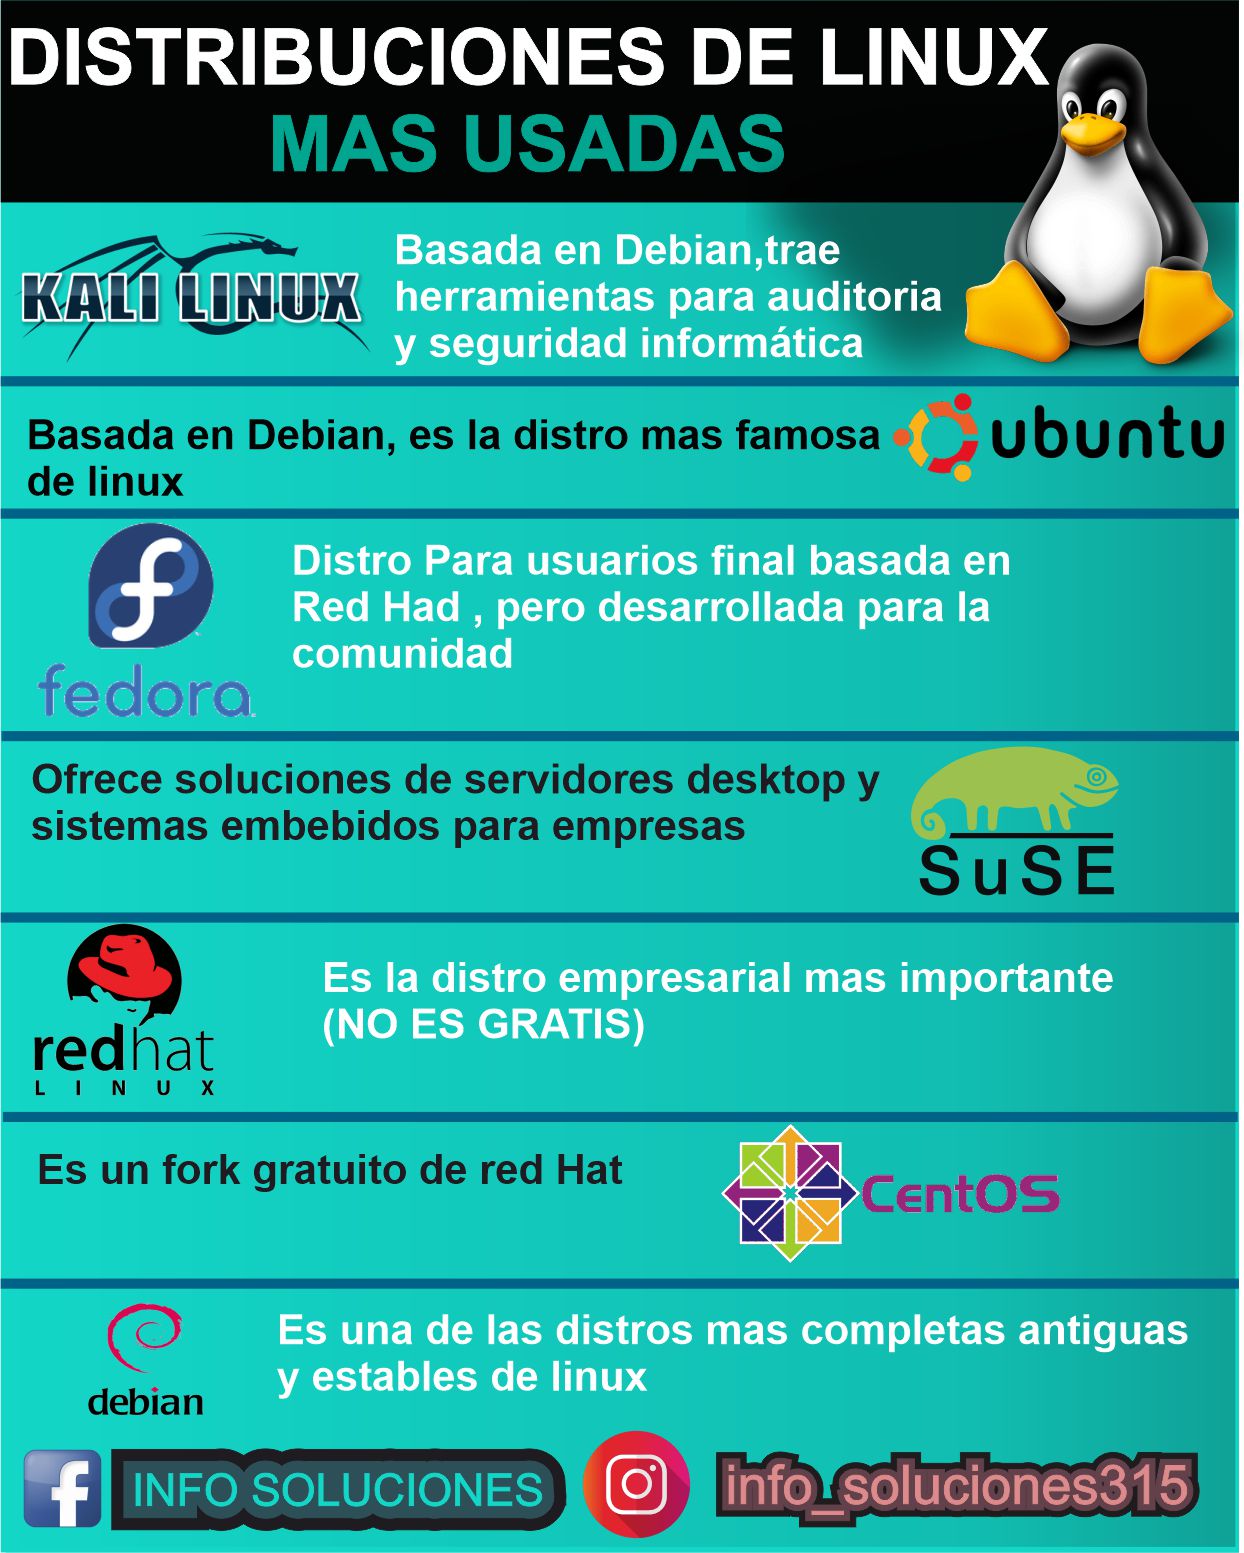 DISTRIBUCIONES DE LINUX
MAS USADAS
KALI LINUX
Basada en Debian,trae
herramientas para auditoria
y seguridad informática
Basada en Debian, es la distro mas famosa
de linux
ubuntu
fedora
Distro Para usuarios final basada en
Red Had , pero desarrollada para la
comunidad
Ofrece soluciones de servidores desktop y
sistemas embebidos para empresas
SuSE
redhat
LINUX
Es la distro empresarial mas importante
(NO ES GRATIS)
Es un fork gratuito de red Hat
CentOS
debian
Es una de las distros mas completas antiguas
y estables de linux
INFO SOLUCIONES
info_soluciones315